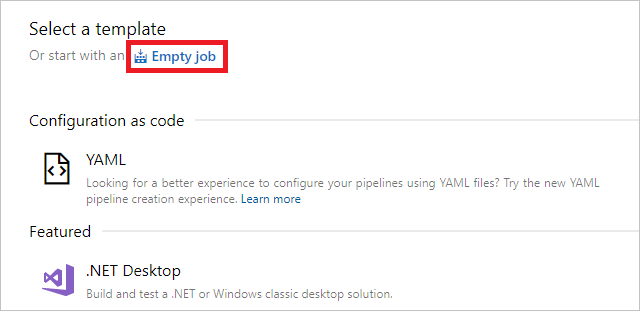 Select a template
Or start with an Empty job
Configuration as code
YAML
Looking for a better experience to configure your pipelines using YAML files? Try the new YAML
pipeline creation experience. Learn more
Featured
.NET Desktop
Build and test a .NET or Windows classic desktop solution.